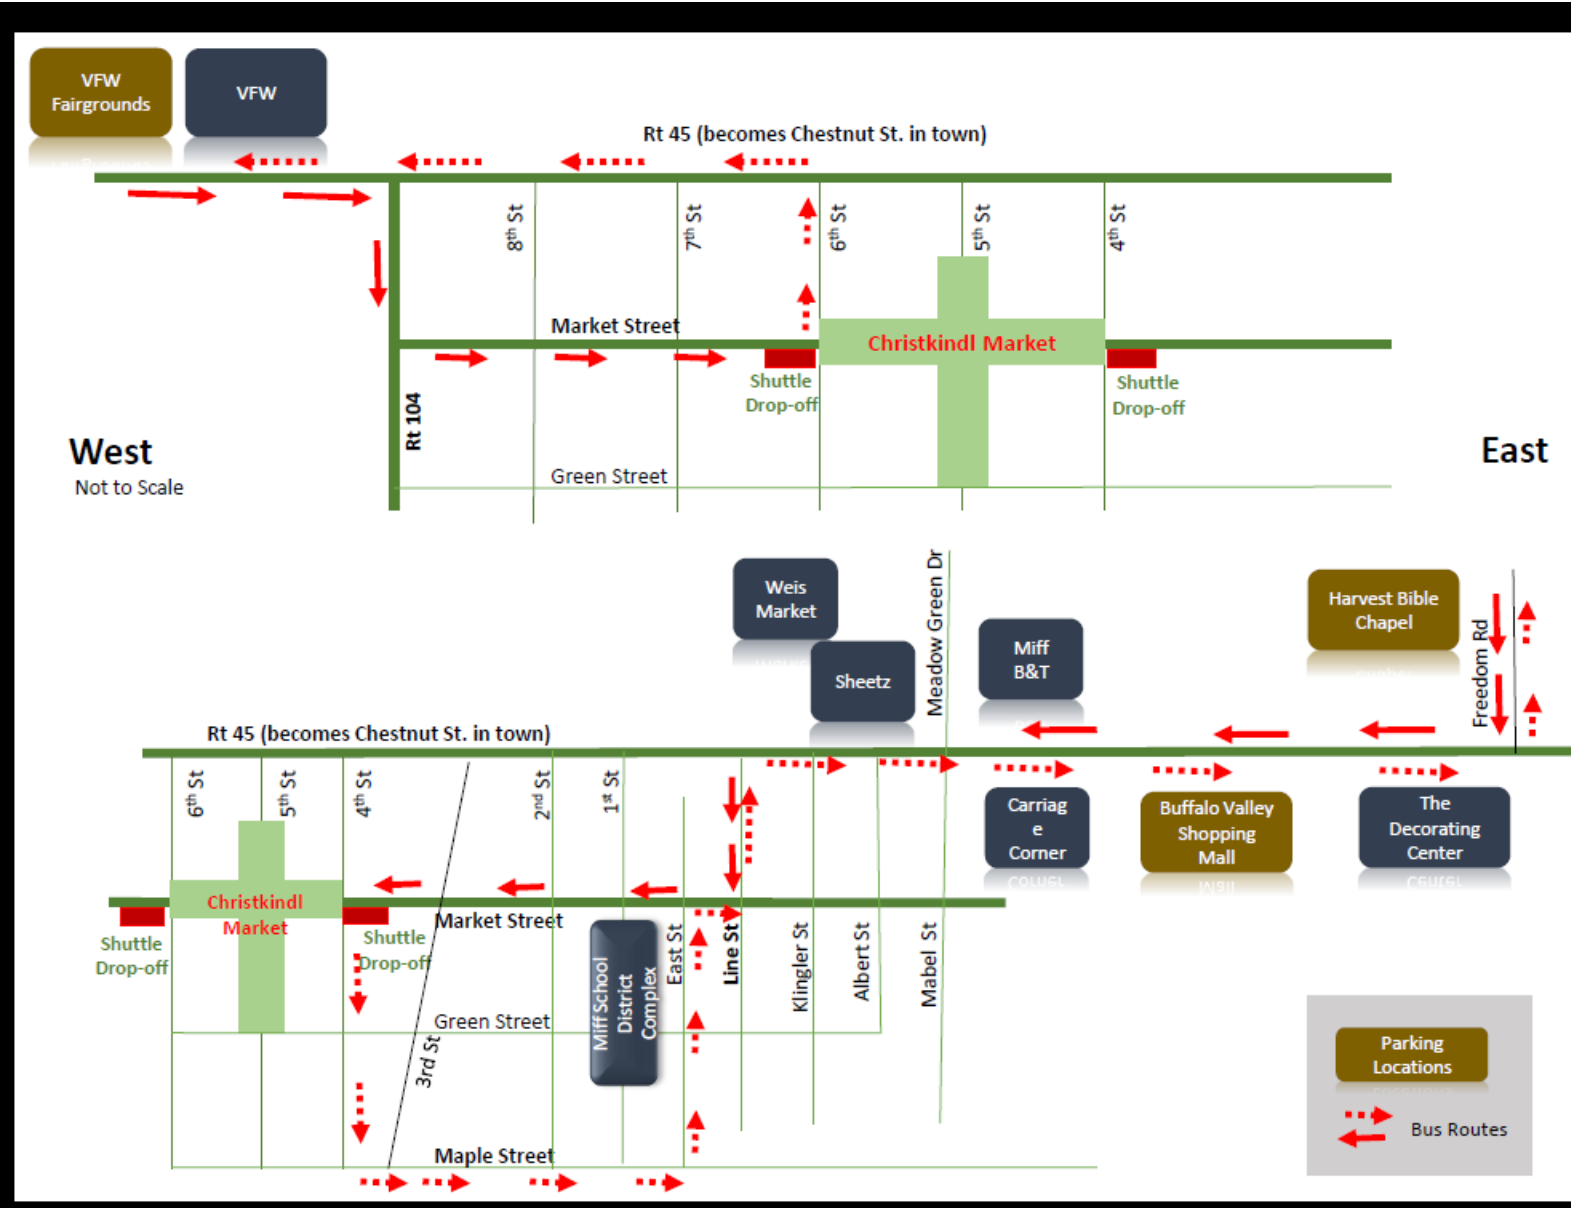 VFW
Fairgrounds
VFW
Rt 45 (becomes Chestnut St. in town)
8th St
7th St
6th St
5th St
4th St
Market Street
Christkindl Market
Shuttle
Drop-off
Shuttle
Drop-off
Rt 104
West
Not to Scale
East
Green Street
Weis
Market
Sheetz
Meadow Green Dr
Miff
B&T
Harvest Bible
Chapel
Freedom Rd
Rt 45 (becomes Chestnut St. in town)
6th St
5th St
4th St
2nd St
1st St
Carriag
e
Corner
Buffalo Valley
Shopping
Mall
The
Decorating
Center
Christkindl
Market
Market Street
Shuttle
Drop-off
Shuttle
Drop-off
Miff School
District
Complex
East St
Line St
Klingler St
Albert St
Mabel St
Green Street
3rd St
Maple Street
Parking
Locations
Bus Routes